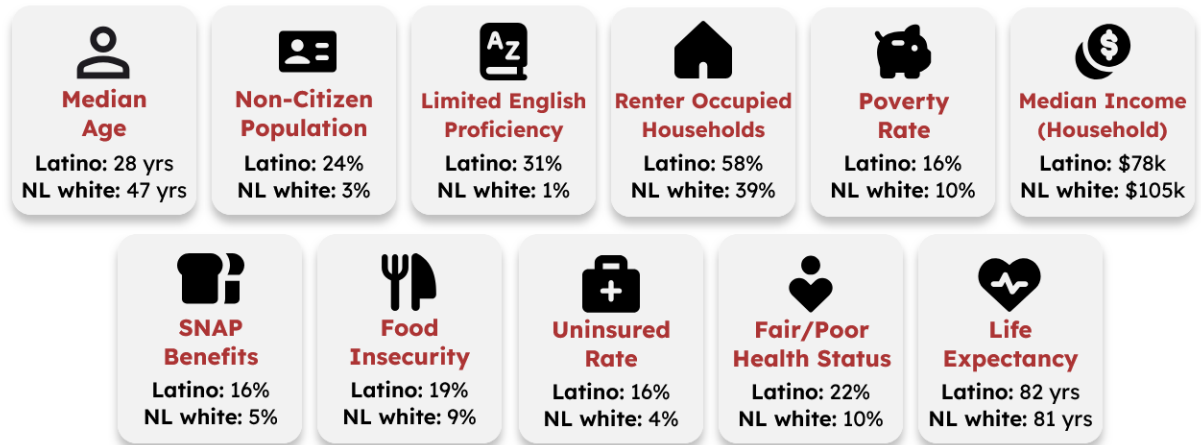 Median
Age
Latino: 28 yrs
NL white: 47 yrs
Non-Citizen
Population
Latino: 24%
NL white: 3%
A
Z
Limited English
Proficiency
Latino: 31%
NL white: 1%
Renter Occupied
Households
Latino: 58%
NL white: 39%
Poverty
Rate
Latino: 16%
NL white: 10%
$
Median Income
(Household)
Latino: $78k
NL white: $105k
SNAP
Benefits
Latino: 16%
NL white: 5%
Food
Insecurity
Latino: 19%
NL white: 9%
Uninsured
Rate
Latino: 16%
NL white: 4%
Fair/Poor
Health Status
Latino: 22%
NL white: 10%
Life
Expectancy
Latino: 82 yrs
NL white: 81 yrs